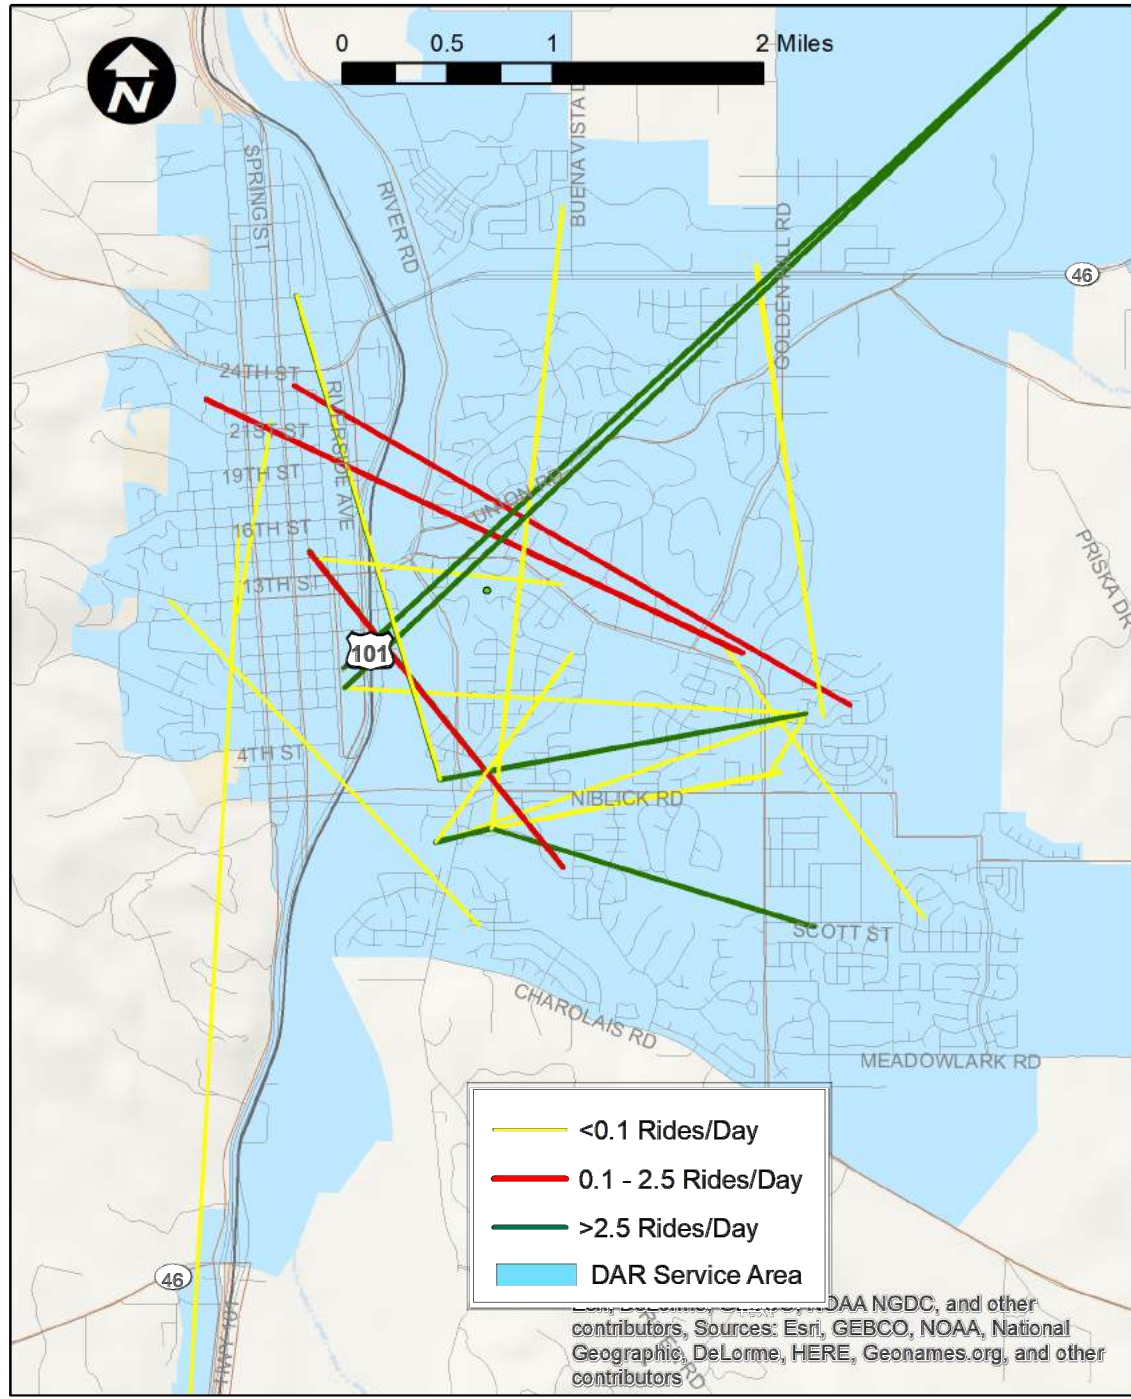 0 0.5 1 2 Miles
N
BUENA VISTA D
SPRING ST
RIVER RD
GOLDEN HILL RD
46
24TH ST
RIVERSIDE AVE
21ST ST
19TH ST
UNION RD
16TH ST
13TH ST
PRISKA DR
101
4TH ST
NIBLICK RD
SCOTT ST
CHAROLAIS RD
MEADOWLARK RD
<0.1 Rides/Day
0.1 - 2.5 Rides/Day
>2.5 Rides/Day
DAR Service Area
46
HWY 101
NOAA NGDC, and other
contributors, Sources: Esri, GEBCO, NOAA, National
Geographic, DeLorme, HERE, Geonames.org, and other
contributors
RD